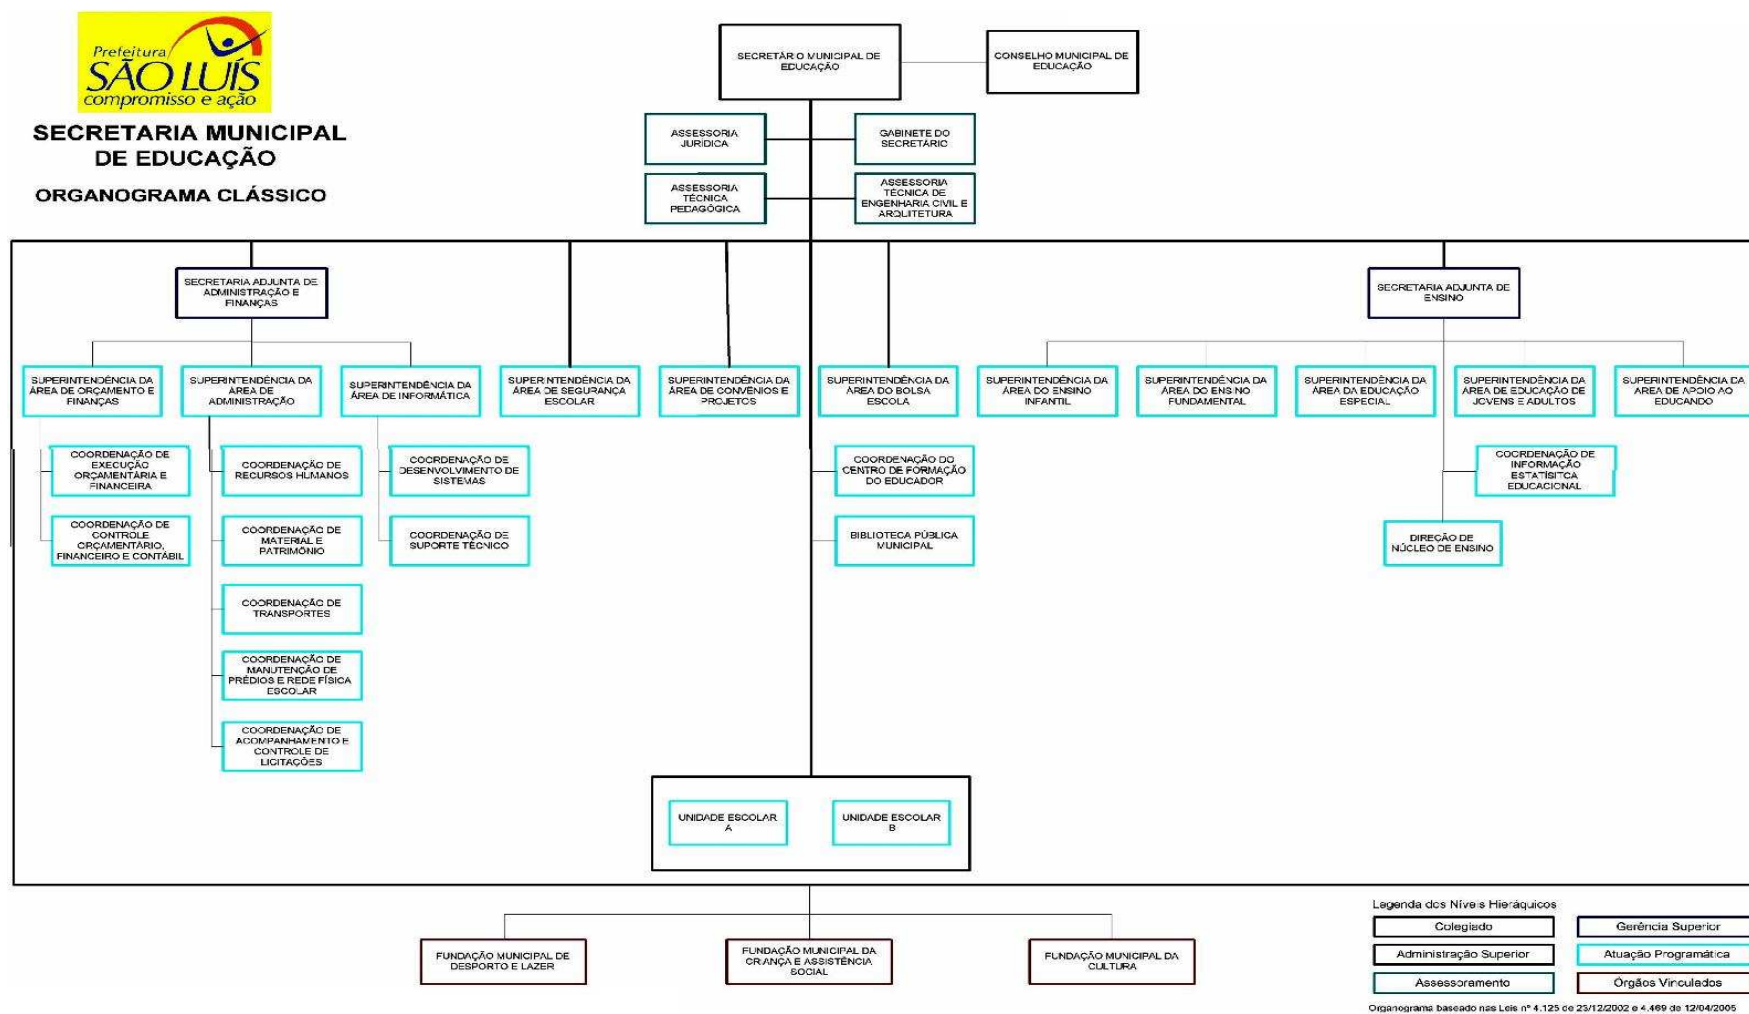 Prefeitura
SÃO LUÍS
compromisso e ação
SECRETARIA MUNICIPAL
DE EDUCAÇÃO
ORGANOGRAMA CLÁSSICO
SECRETÁRIO MUNICIPAL DE
EDUCAÇÃO
CONSELHO MUNICIPAL DE
EDUCAÇÃO
ASSESSORIA
JURÍDICA
GABINETE DO
SECRETÁRIO
ASSESSORIA
TÉCNICA
PEDAGÓGICA
ASSESSORIA
TÉCNICA DE
ENGENHARIA CIVIL E
ARQUITETURA
SECRETARIA ADJUNTA DE
ADMINISTRAÇÃO E
FINANÇAS
SECRETARIA ADJUNTA DE
ENSINO
SUPERINTENDÊNCIA DA
ÁREA DE ORÇAMENTO E
FINANÇAS
SUPERINTENDÊNCIA DA
ÁREA DE
ADMINISTRAÇÃO
SUPERINTENDÊNCIA DA
ÁREA DE INFORMÁTICA
SUPERINTENDÊNCIA DA
ÁREA DE SEGURANÇA
ESCOLAR
SUPERINTENDÊNCIA DA
ÁREA DE CONVÊNIOS E
PROJETOS
SUPERINTENDÊNCIA DA
ÁREA DO BOLSA
ESCOLA
SUPERINTENDÊNCIA DA
ÁREA DO ENSINO
INFANTIL
SUPERINTENDÊNCIA DA
ÁREA DO ENSINO
FUNDAMENTAL
SUPERINTENDÊNCIA DA
ÁREA DA EDUCAÇÃO
ESPECIAL
SUPERINTENDÊNCIA DA
ÁREA DE EDUCAÇÃO DE
JOVENS E ADULTOS
SUPERINTENDÊNCIA DA
ÁREA DE APOIO AO
EDUCANDO
COORDENAÇÃO DE
EXECUÇÃO
ORÇAMENTÁRIA E
FINANCEIRA
COORDENAÇÃO DE
RECURSOS HUMANOS
COORDENAÇÃO DE
DESENVOLVIMENTO DE
SISTEMAS
COORDENAÇÃO DO
CENTRO DE FORMAÇÃO
DO EDUCADOR
COORDENAÇÃO DE
INFORMAÇÃO
ESTATÍSITCA
EDUCACIONAL
COORDENAÇÃO DE
CONTROLE
ORÇAMENTÁRIO,
FINANCEIRO E CONTÁBIL
COORDENAÇÃO DE
MATERIAL E
PATRIMÔNIO
COORDENAÇÃO DE
SUPORTE TÉCNICO
BIBLIOTECA PÚBLICA
MUNICIPAL
DIREÇÃO DE
NÚCLEO DE ENSINO
COORDENAÇÃO DE
TRANSPORTES
COORDENAÇÃO DE
MANUTENÇÃO DE
PRÉDIOS E REDE FÍSICA
ESCOLAR
COORDENAÇÃO DE
ACOMPANHAMENTO E
CONTROLE DE
LICITAÇÕES
UNIDADE ESCOLAR
A
UNIDADE ESCOLAR
B
FUNDAÇÃO MUNICIPAL DE
DESPORTO E LAZER
FUNDAÇÃO MUNICIPAL DA
CRIANÇA E ASSISTÊNCIA
SOCIAL
FUNDAÇÃO MUNICIPAL DA
CULTURA
Legenda dos Níveis Hieráquicos
Colegiado
Gerência Superior
Administração Superior
Atuação Programática
Assessoramento
Órgãos Vinculados
Organograma baseado nas Leis nº 4.125 de 23/12/2002 e 4.469 de 12/04/2005